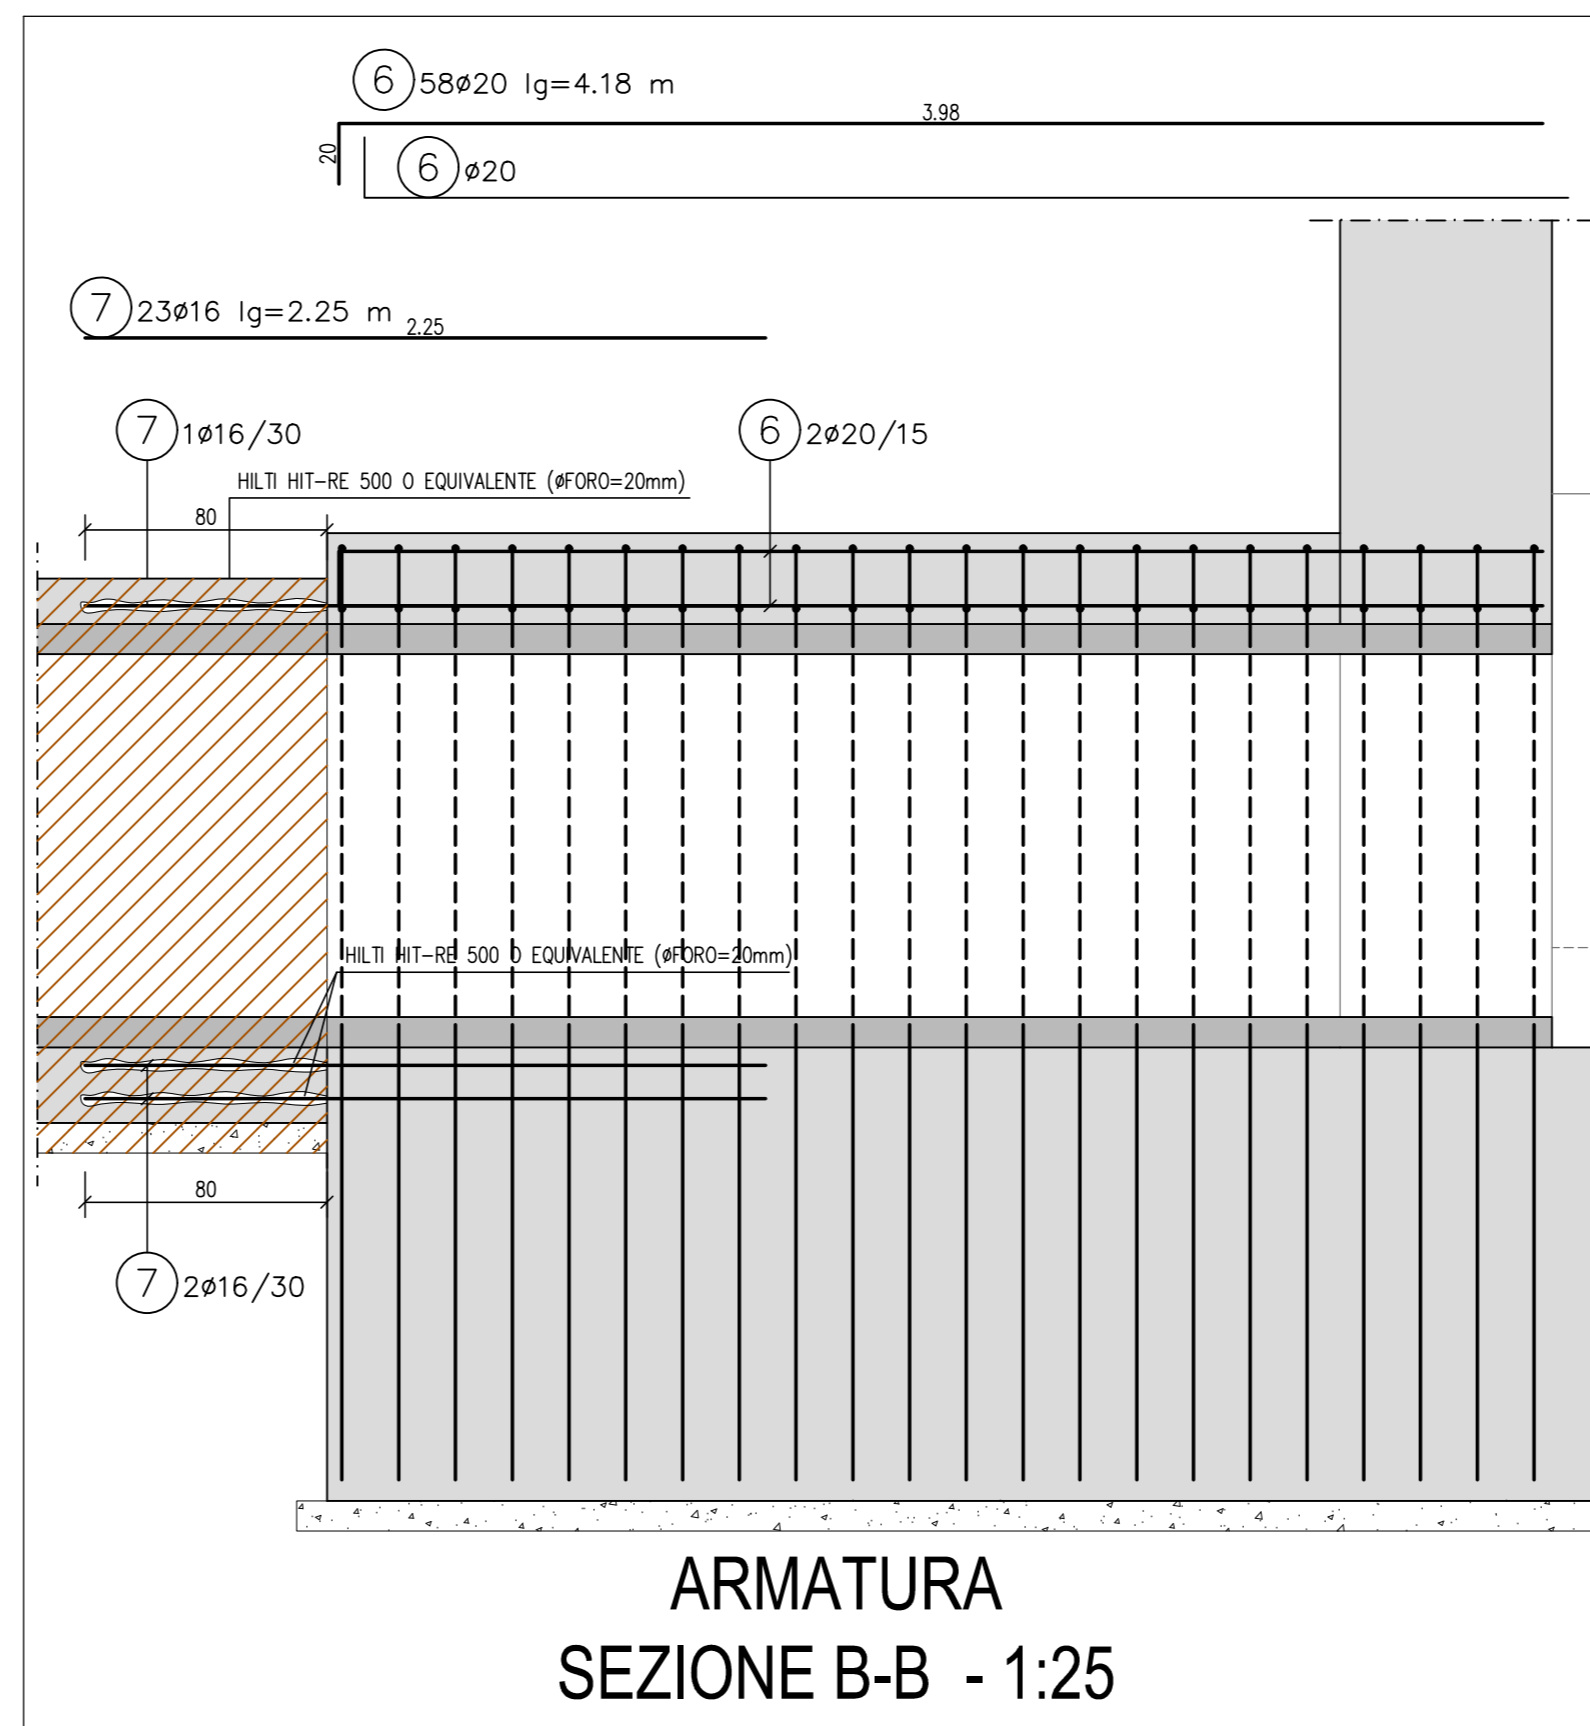 6 58ø20 lg=4.18 m
3.98
20
6 ø20
7 23ø16 lg=2.25 m
2.25
7 1ø16/30
6 2ø20/15
HILTI HIT-RE 500 O EQUIVALENTE (øFORO=20mm)
80
HILTI HIT-RE 500 O EQUIVALENTE (øFORO=20mm)
80
7 2ø16/30
ARMATURA
SEZIONE B-B - 1:25